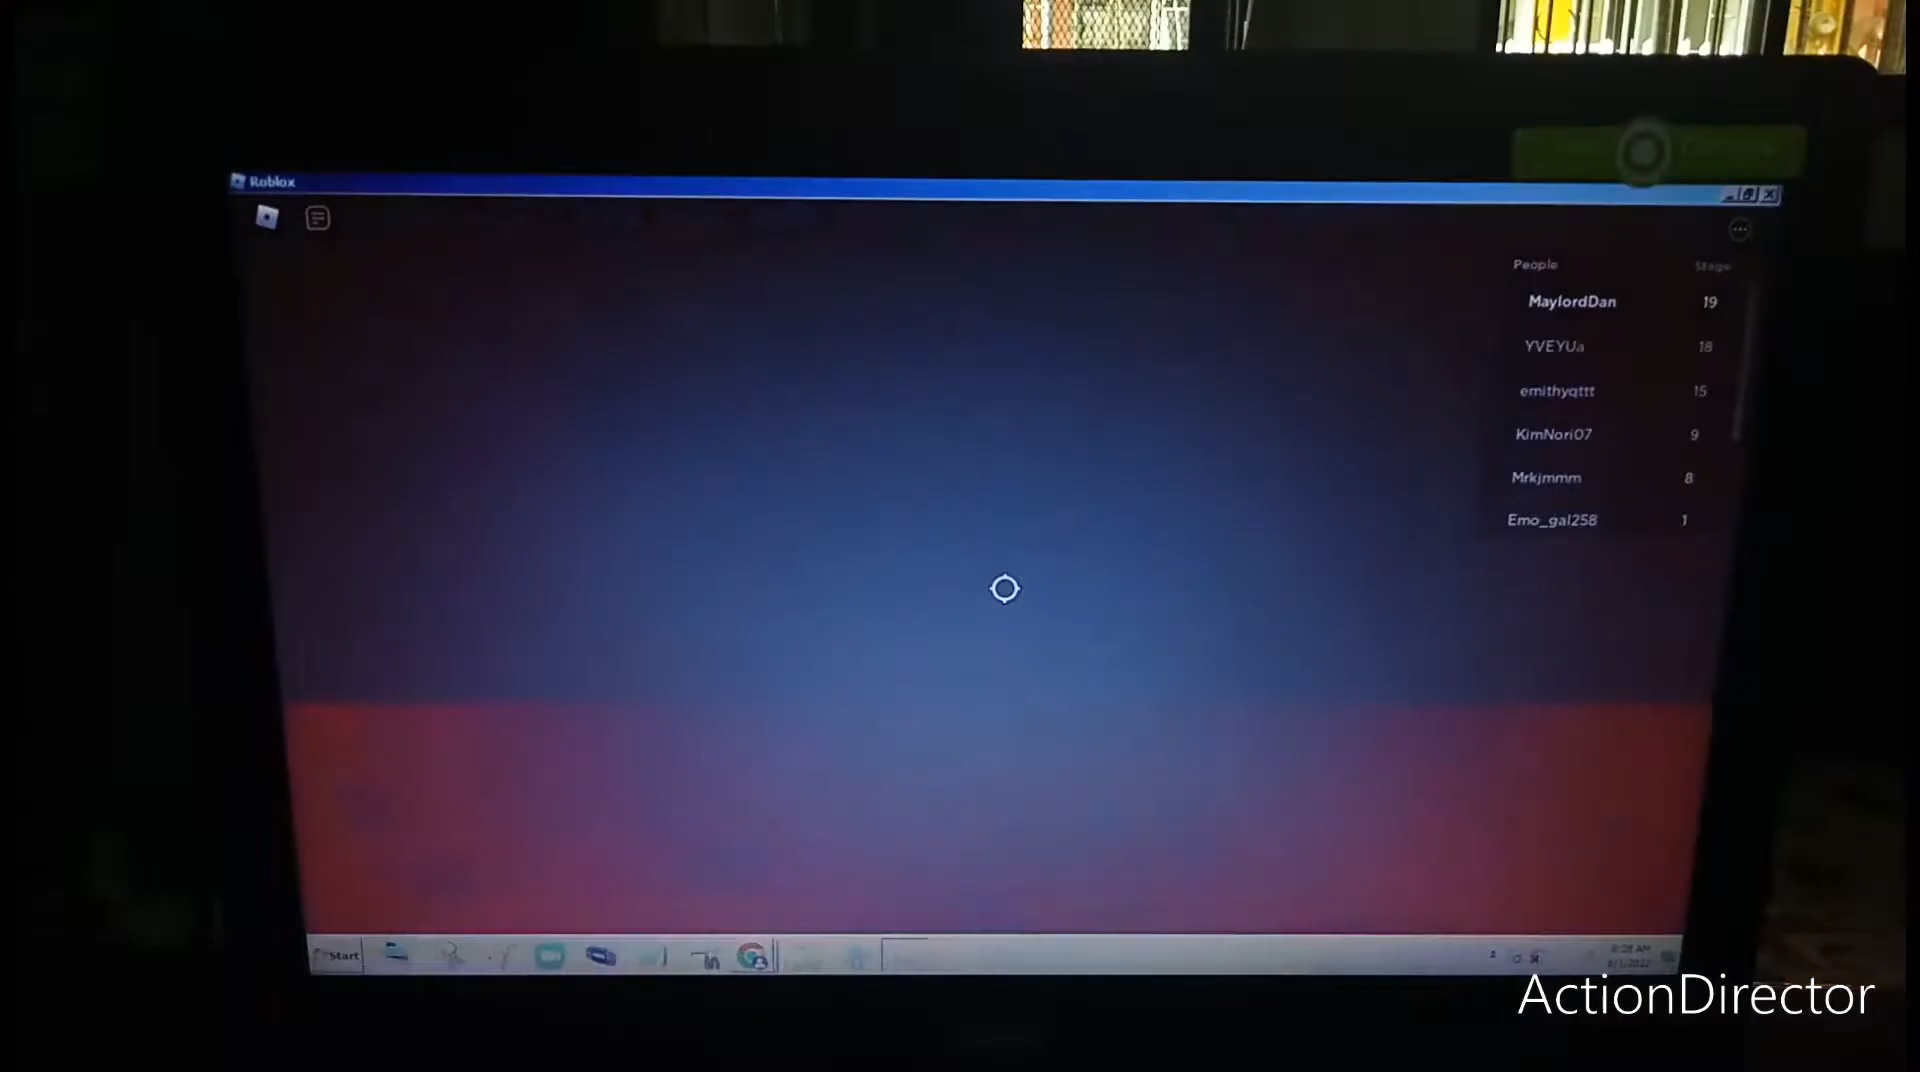 Roblox
People Stage
MaylordDan 19
YVEYUa 18
emithyqttt 15
KimNori07 9
Mrkjmmm 8
Emo_gal258 1
Start
ActionDirector